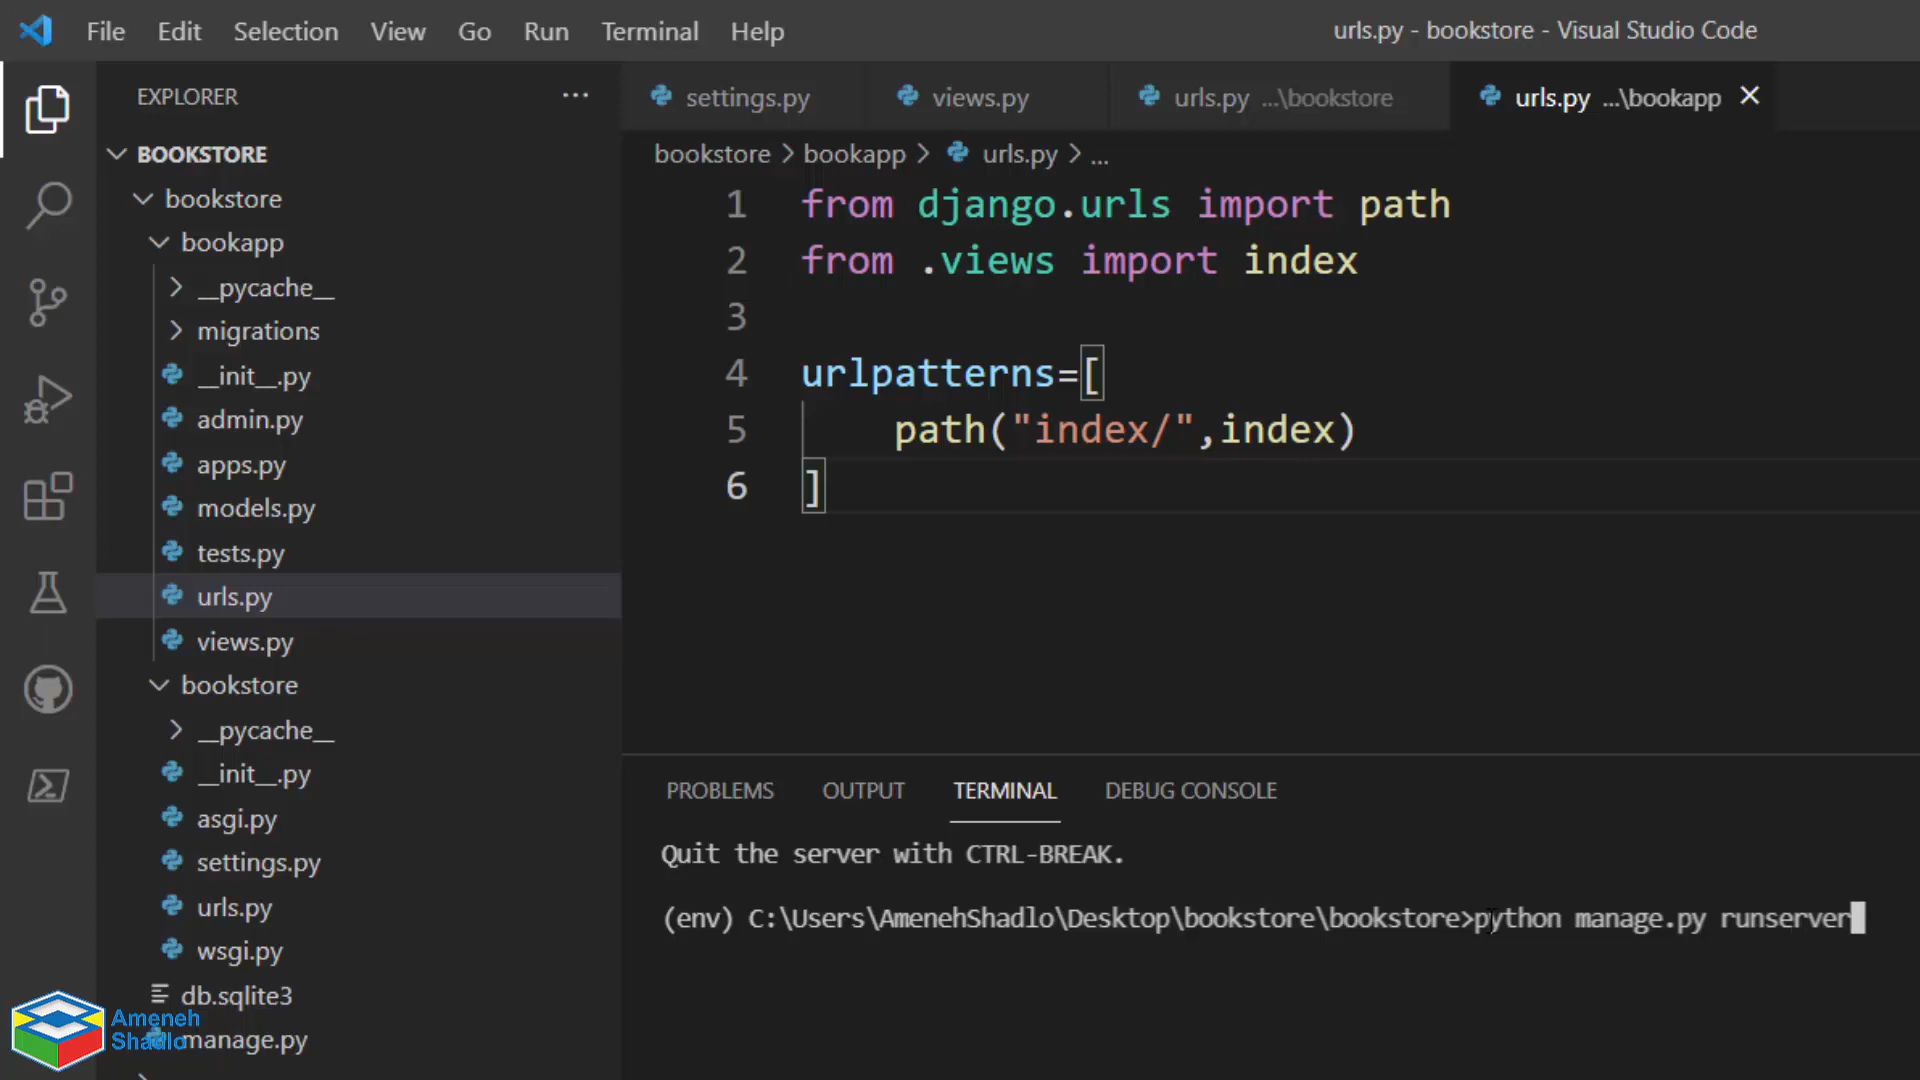 File Edit Selection View Go Run Terminal Help urls.py - bookstore - Visual Studio Code
EXPLORER ...
BOOKSTORE
bookstore
bookapp
__pycache__
migrations
__init__.py
admin.py
apps.py
models.py
tests.py
urls.py
views.py
bookstore
__pycache__
__init__.py
asgi.py
settings.py
urls.py
wsgi.py
db.sqlite3
manage.py
Ameneh
Shadlo
settings.py views.py urls.py ...\bookstore urls.py ...\bookapp
bookstore > bookapp > urls.py > ...
1 from django.urls import path
2 from .views import index
3
4 urlpatterns=[
5 path("index/",index)
6 ]
PROBLEMS OUTPUT TERMINAL DEBUG CONSOLE
Quit the server with CTRL-BREAK.
(env) C:\Users\AmenehShadlo\Desktop\bookstore\bookstore>python manage.py runserver